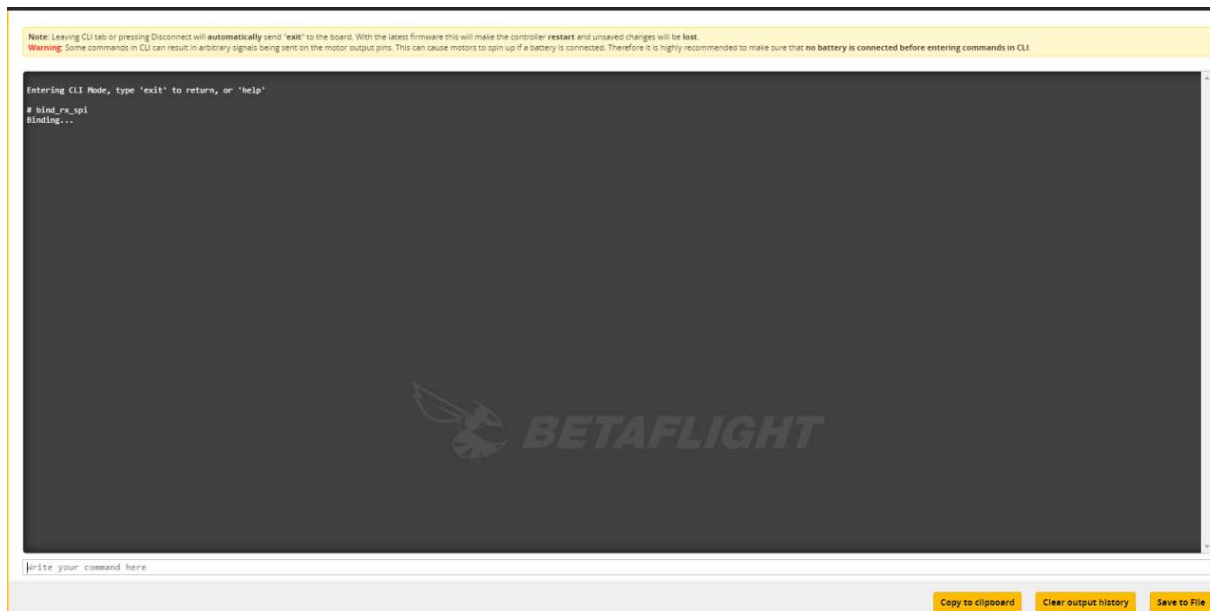 Note: Leaving CLI tab or pressing Disconnect will automatically send "exit" to the board. With the latest firmware this will make the controller restart and unsaved changes will be lost.
Warning: Some commands in CLI can result in arbitrary signals being sent on the motor output pins. This can cause motors to spin up if a battery is connected. Therefore it is highly recommended to make sure that no battery is connected before entering commands in CLI.
Entering CLI Mode, type 'exit' to return, or 'help'
# bind_rx_spi
Binding...
BETAFLIGHT
Write your command here
Copy to clipboard Clear output history Save to File